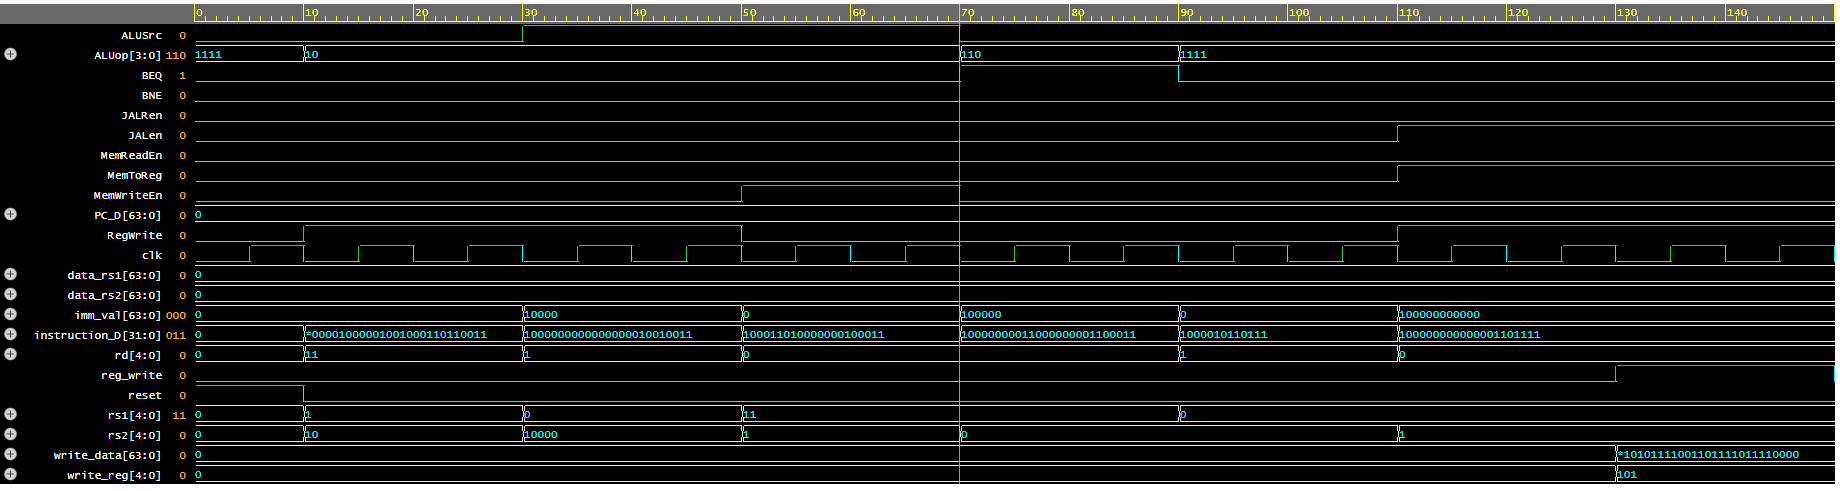 0 10 20 30 40 50 60 70 80 90 100 110 120 130 140
ALUSrc 0
ALUop[3:0] 110 1111 10 110 1111
BEQ 1
BNE 0
JALRen 0
JALen 0
MemReadEn 0
MemToReg 0
MemWriteEn 0
PC_D[63:0] 0 0
RegWrite 0
clk 0
data_rs1[63:0] 0 0
data_rs2[63:0] 0 0
imm_val[63:0] 000 0 10000 0 100000 0 100000000000
instruction_D[31:0] 011 0 *00001000001001000110110011 1000000000000000010010011 1000110100000000100011 10000000011000000001100011 1000010110111 1000000000000001101111
rd[4:0] 0 0 11 1 0 1 0
reg_write 0
reset 0
rs1[4:0] 11 0 1 0 11 0
rs2[4:0] 0 0 10 10000 1 0 1
write_data[63:0] 0 0 *10101111001101111011110000
write_reg[4:0] 0 0 101